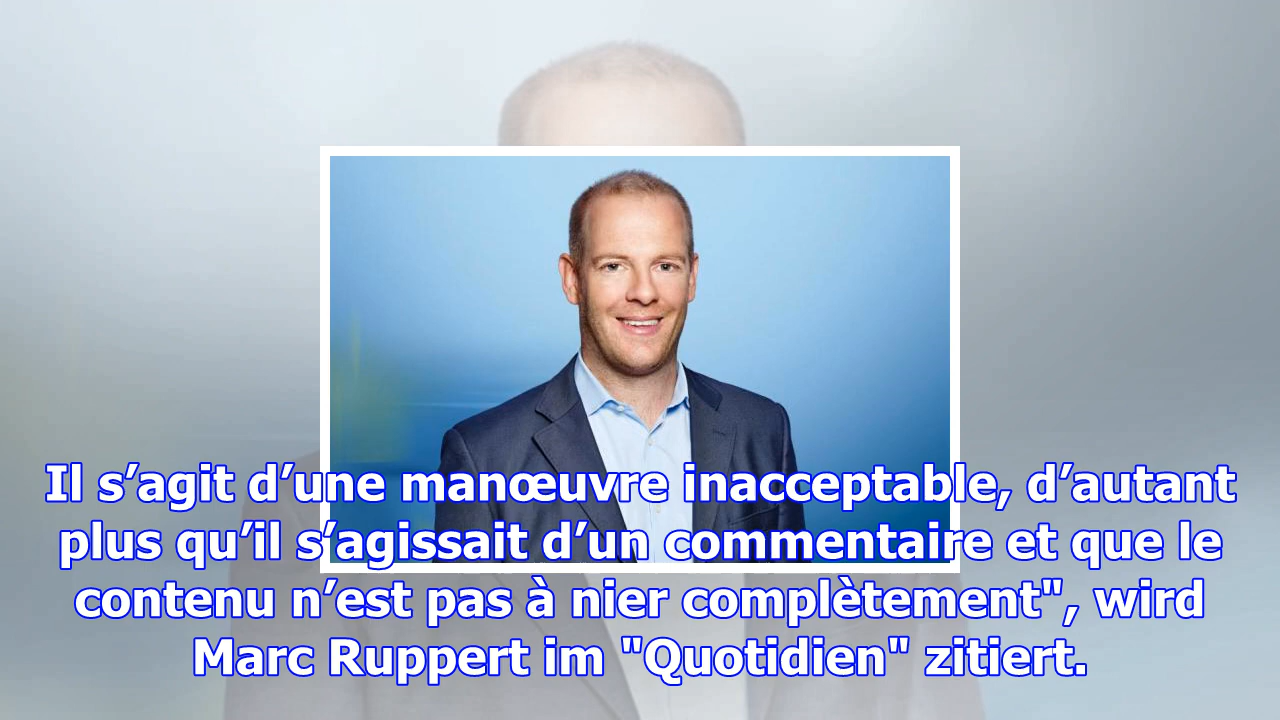 Il s’agit d’une manœuvre inacceptable, d’autant
plus qu’il s’agissait d’un commentaire et que le
contenu n’est pas à nier complètement", wird
Marc Ruppert im "Quotidien" zitiert.